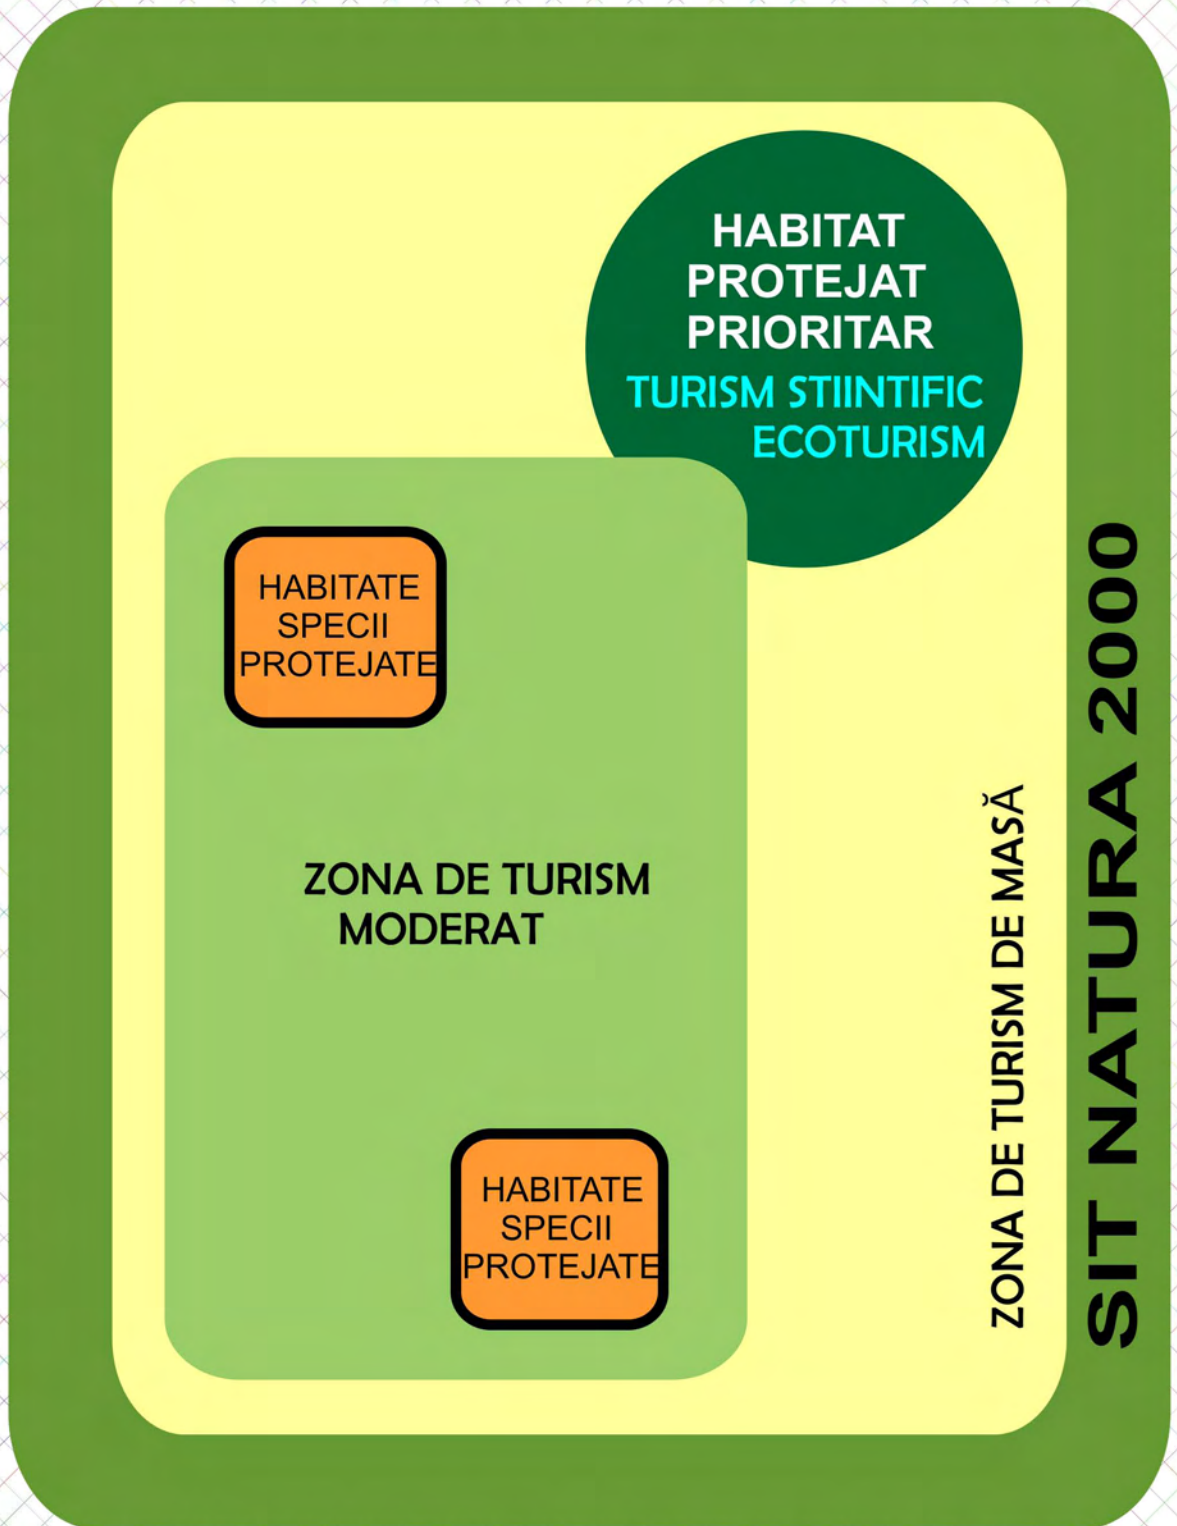 HABITAT
PROTEJAT
PRIORITAR
TURISM STIINTIFIC
ECOTURISM
HABITATE
SPECII
PROTEJATE
ZONA DE TURISM
MODERAT
HABITATE
SPECII
PROTEJATE
ZONA DE TURISM DE MASĂ
SIT NATURA 2000